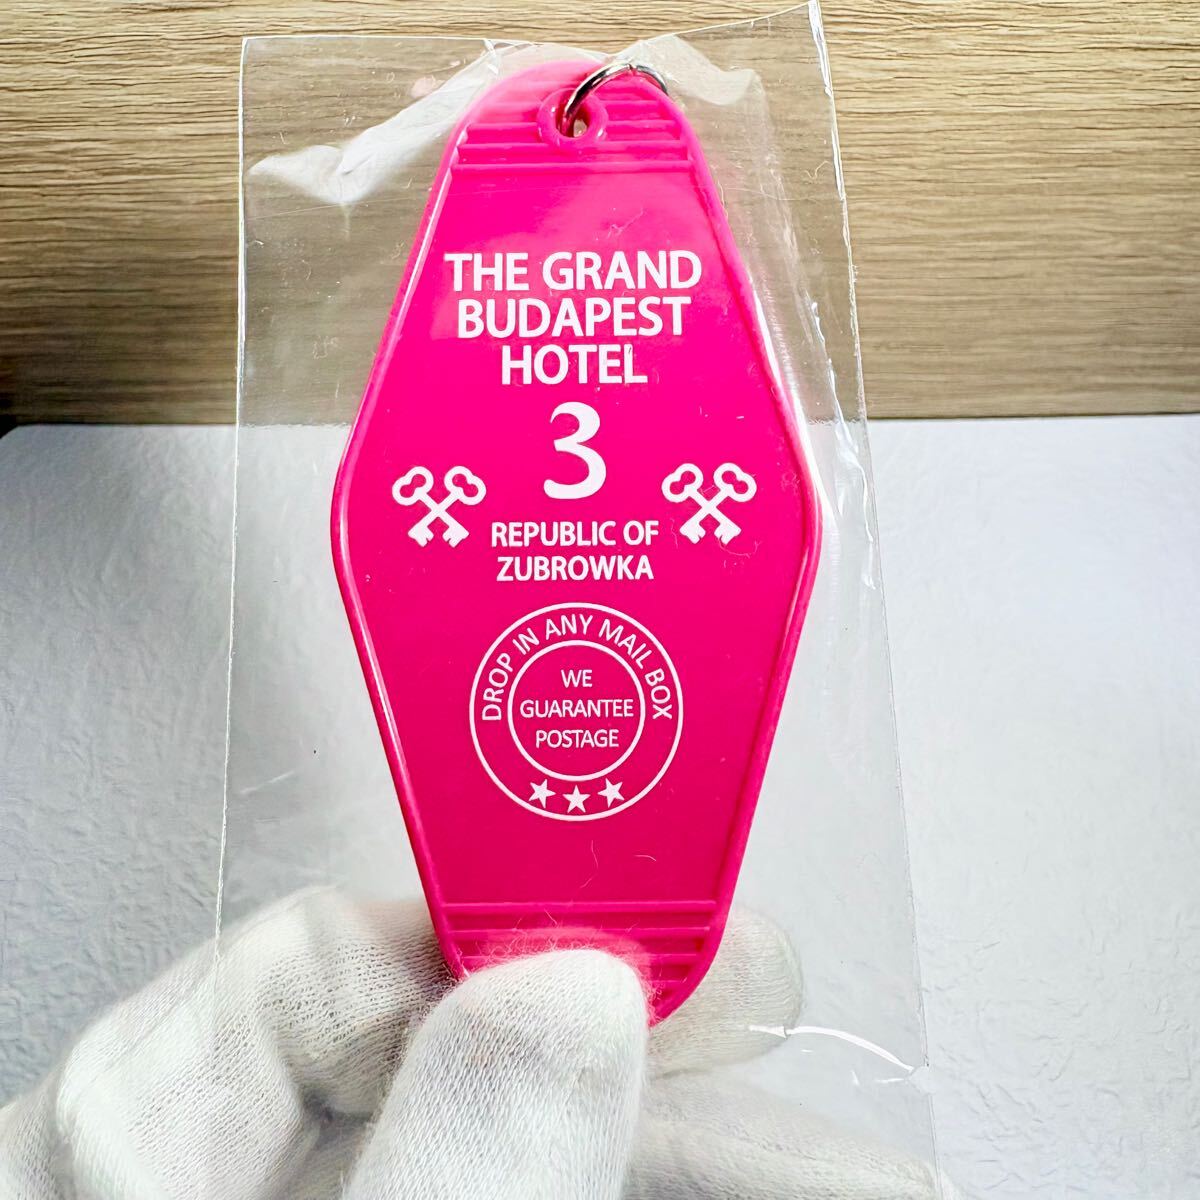 THE GRAND
BUDAPEST
HOTEL
3
REPUBLIC OF
ZUBROWKA
DROP IN ANY MAIL BOX
WE
GUARANTEE
POSTAGE